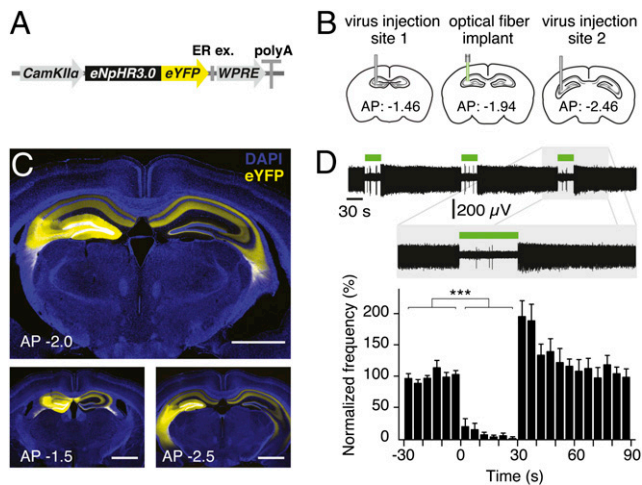 A
ER ex.
polyA
CamKIIα eNpHR3.0 eYFP WPRE
B
virus injection site 1
optical fiber implant
virus injection site 2
AP: -1.46
AP: -1.94
AP: -2.46
C
DAPI
eYFP
AP -2.0
AP -1.5
AP -2.5
D
30 s
200 µV
Normalized frequency (%)
200
150
100
50
0
***
-30 0 30 60 90
Time (s)